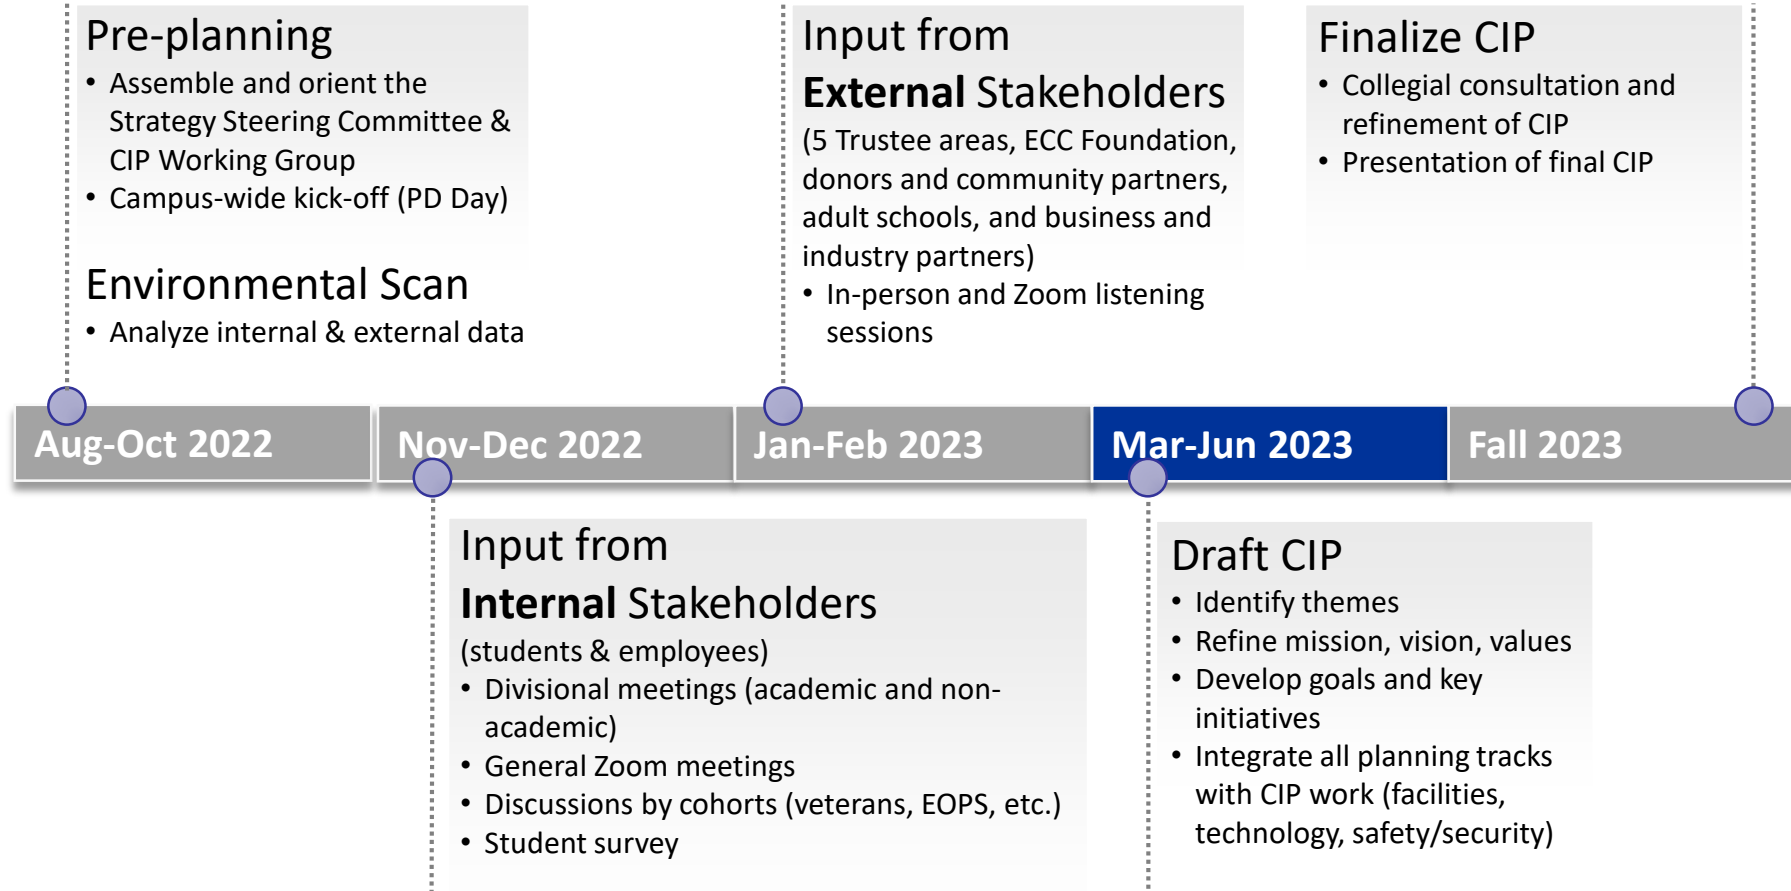 Pre-planning
• Assemble and orient the
Strategy Steering Committee &
CIP Working Group
• Campus-wide kick-off (PD Day)
Environmental Scan
• Analyze internal & external data
Input from
External Stakeholders
(5 Trustee areas, ECC Foundation,
donors and community partners,
adult schools, and business and
industry partners)
• In-person and Zoom listening
sessions
Finalize CIP
• Collegial consultation and
refinement of CIP
• Presentation of final CIP
Aug-Oct 2022
Nov-Dec 2022
Jan-Feb 2023
Mar-Jun 2023
Fall 2023
Input from
Internal Stakeholders
(students & employees)
• Divisional meetings (academic and non-
academic)
• General Zoom meetings
• Discussions by cohorts (veterans, EOPS, etc.)
• Student survey
Draft CIP
• Identify themes
• Refine mission, vision, values
• Develop goals and key
initiatives
• Integrate all planning tracks
with CIP work (facilities,
technology, safety/security)